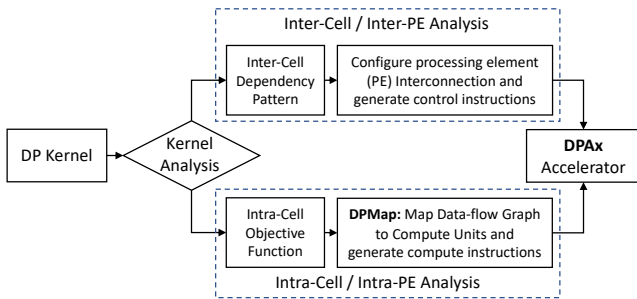 Inter-Cell / Inter-PE Analysis
Inter-Cell
Dependency
Pattern
Configure processing element
(PE) Interconnection and
generate control instructions
DP Kernel
Kernel
Analysis
DPAx
Accelerator
Intra-Cell
Objective
Function
DPMap: Map Data-flow Graph
to Compute Units and
generate compute instructions
Intra-Cell / Intra-PE Analysis